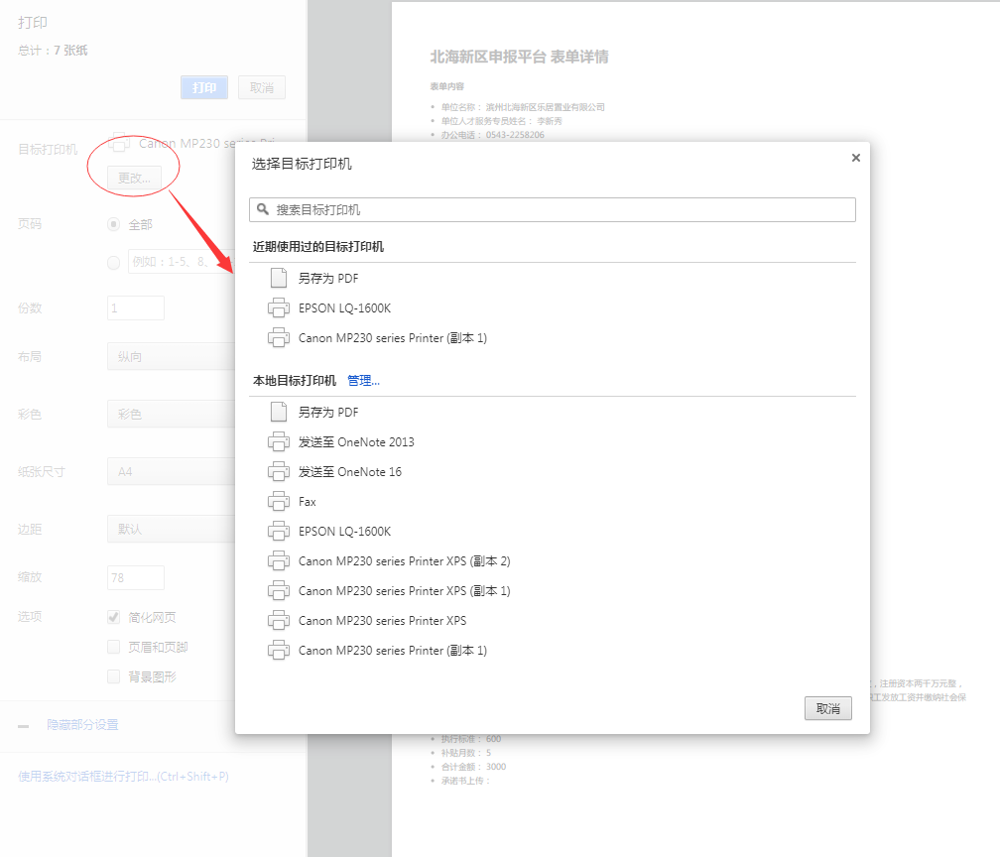 打印
总计：7 张纸
打印
取消
目标打印机
Canon MP230 series Pri
更改...
页码
全部
例如：1-5、8、
份数
1
布局
纵向
彩色
彩色
纸张尺寸
A4
边距
默认
缩放
78
选项
简化网页
页眉和页脚
背景图形
隐藏部分设置
使用系统对话框进行打印...(Ctrl+Shift+P)
北海新区申报平台 表单详情
表单内容
单位名称： 滨州北海新区乐居置业有限公司
单位人才服务专员姓名： 李新秀
办公电话： 0543-2258206
选择目标打印机
搜索目标打印机
近期使用过的目标打印机
另存为 PDF
EPSON LQ-1600K
Canon MP230 series Printer (副本 1)
本地目标打印机 管理...
另存为 PDF
发送至 OneNote 2013
发送至 OneNote 16
Fax
EPSON LQ-1600K
Canon MP230 series Printer XPS (副本 2)
Canon MP230 series Printer XPS (副本 1)
Canon MP230 series Printer XPS
Canon MP230 series Printer (副本 1)
取消
，注册资本两千万元整，
工发放工资并缴纳社会保
执行标准： 600
补贴月数： 5
合计金额： 3000
承诺书上传：